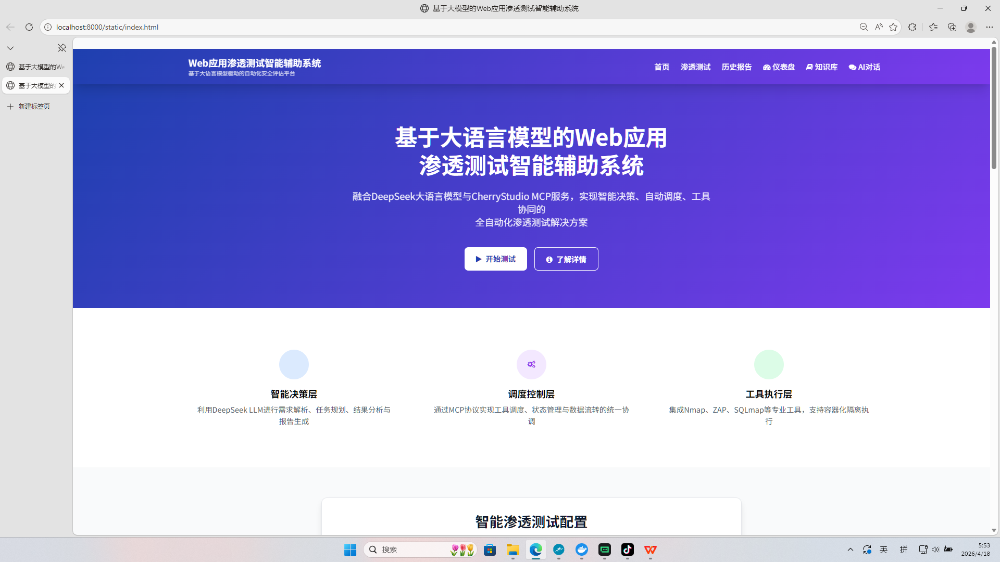 基于大模型的Web应用渗透测试智能辅助系统
localhost:8000/static/index.html
基于大模型的We
基于大模型的
新建标签页
Web应用渗透测试智能辅助系统
基于大语言模型驱动的自动化安全评估平台
首页 渗透测试 历史报告 仪表盘 知识库 AI对话
基于大语言模型的Web应用
渗透测试智能辅助系统
融合DeepSeek大语言模型与CherryStudio MCP服务，实现智能决策、自动调度、工具
协同的
全自动化渗透测试解决方案
开始测试 了解详情
智能决策层
利用DeepSeek LLM进行需求解析、任务规划、结果分析与
报告生成
调度控制层
通过MCP协议实现工具调度、状态管理与数据流转的统一协
调
工具执行层
集成Nmap、ZAP、SQLmap等专业工具，支持容器化隔离执
行
智能渗透测试配置
搜索
英 拼
5:53
2026/4/18